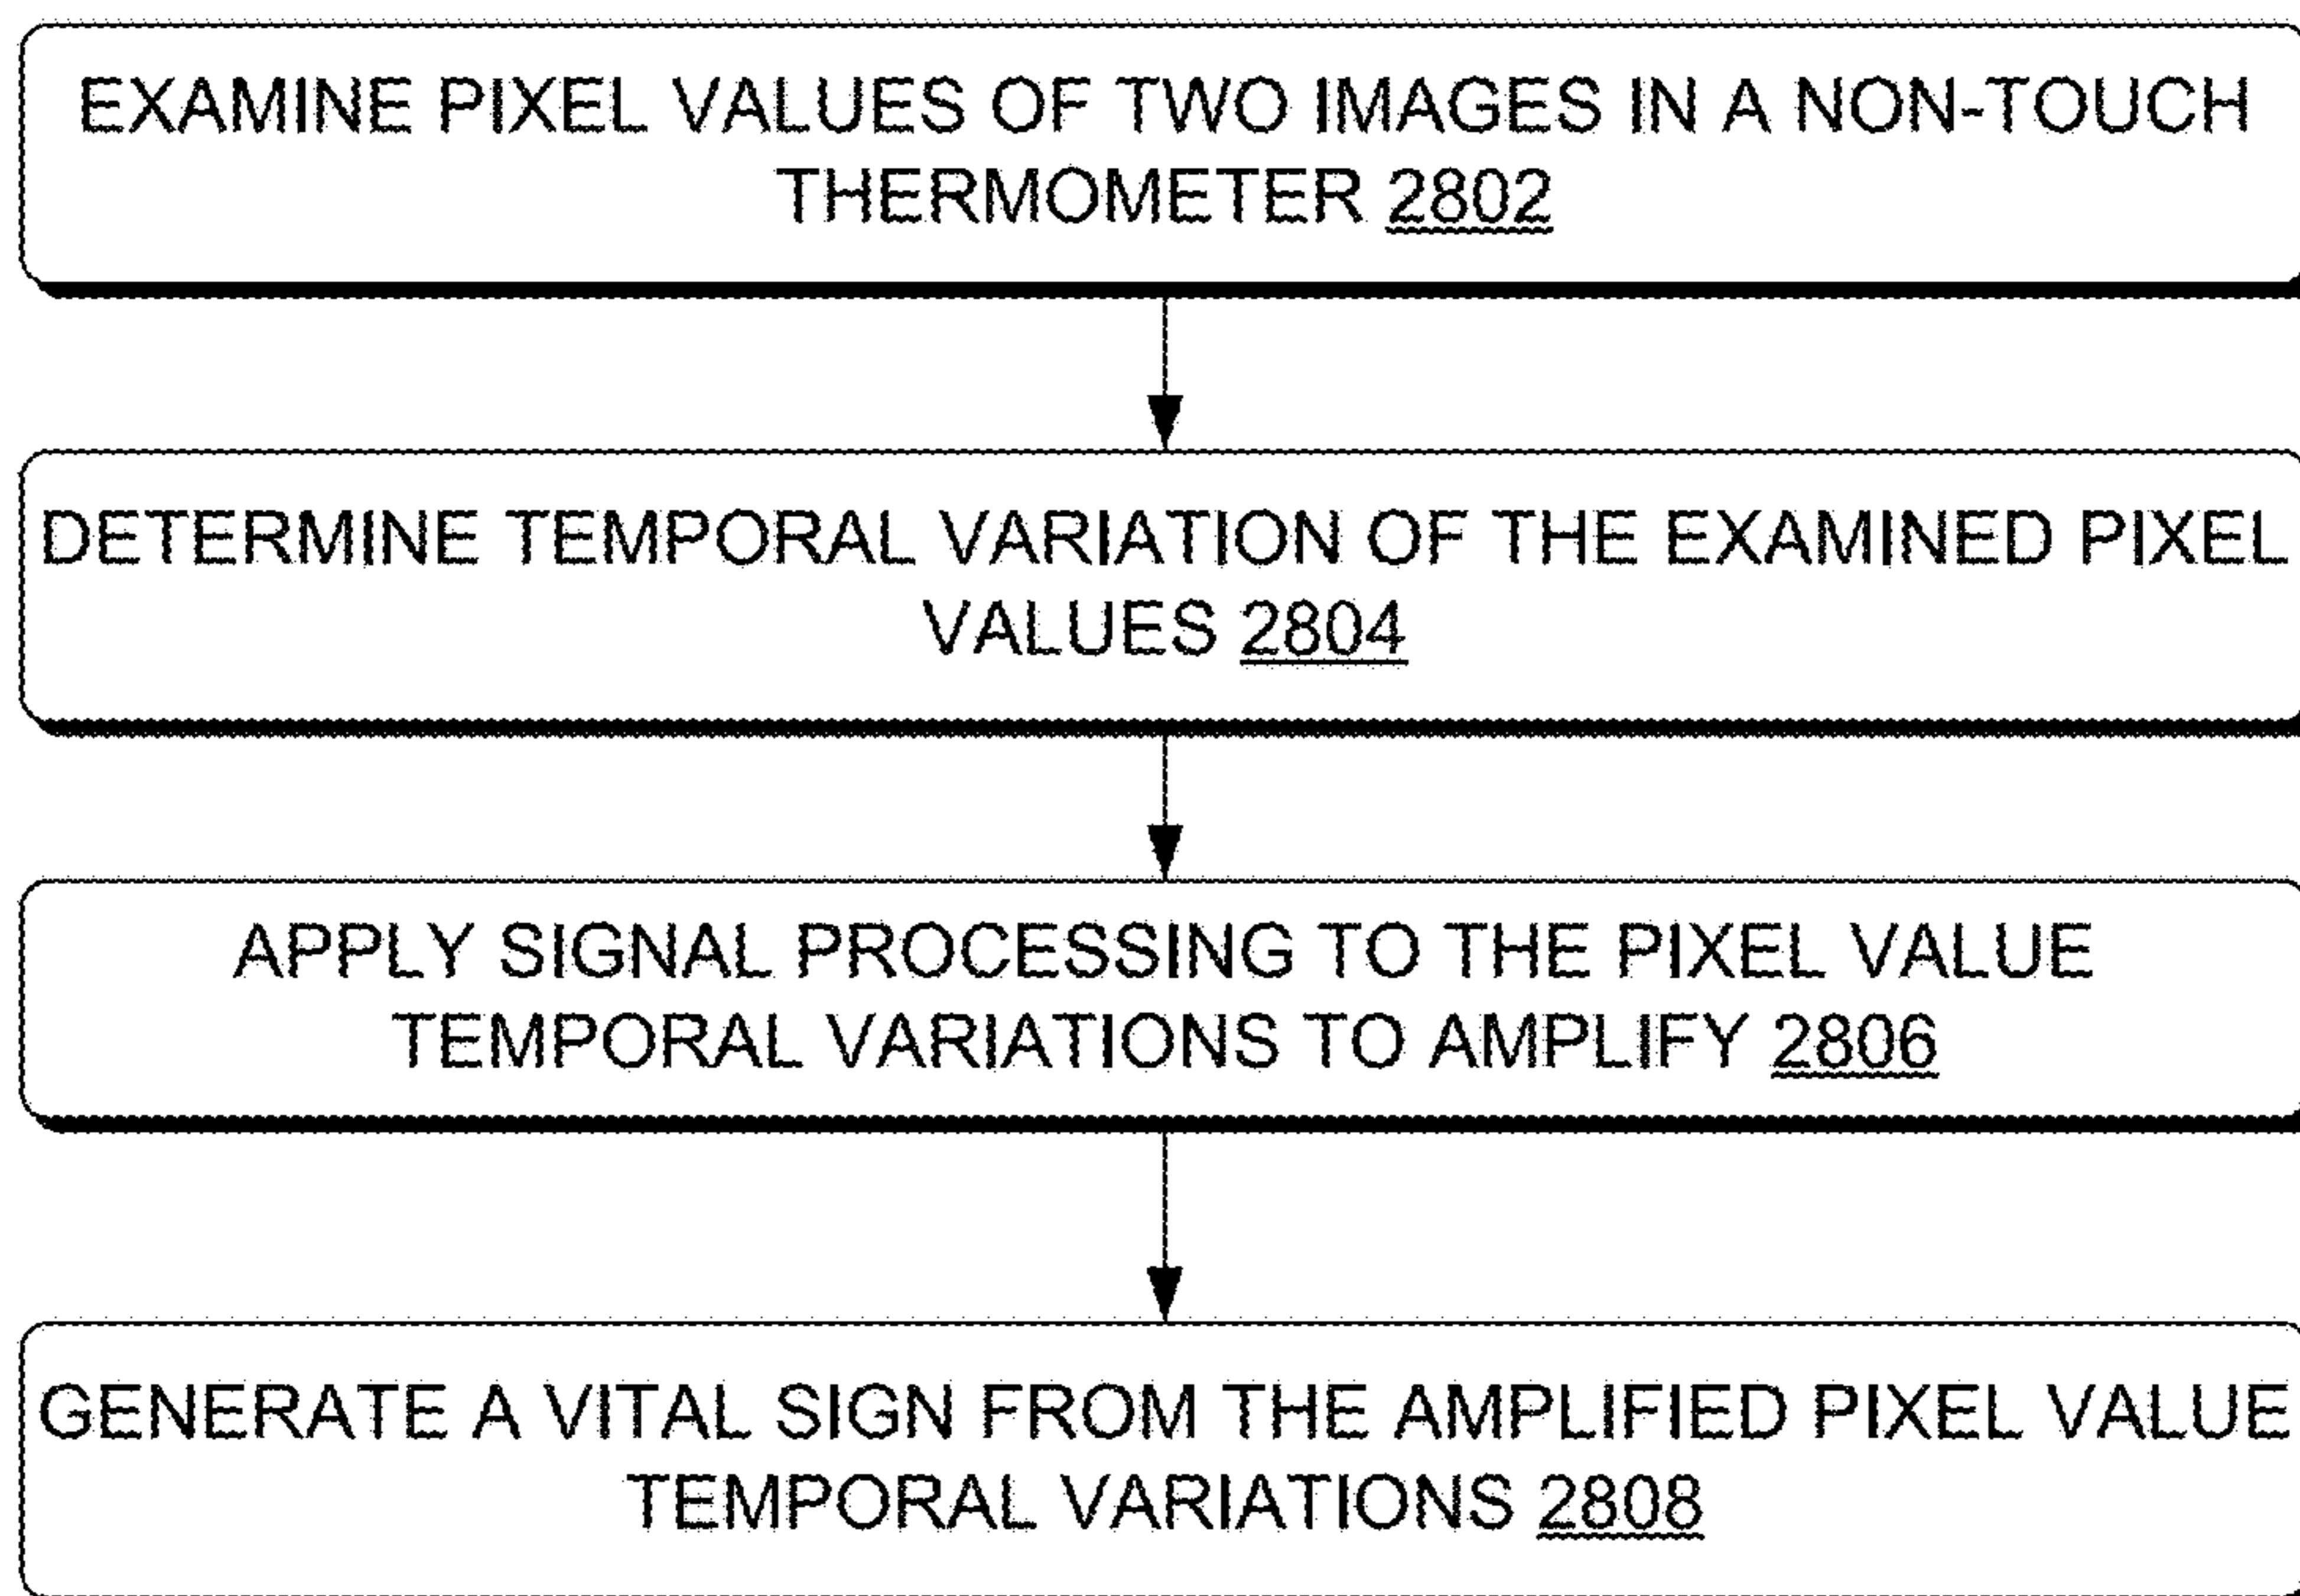 EXAMINE PIXEL VALUES OF TWO IMAGES IN A NON-TOUCH
THERMOMETER 2802
DETERMINE TEMPORAL VARIATION OF THE EXAMINED PIXEL
VALUES 2804
APPLY SIGNAL PROCESSING TO THE PIXEL VALUE
TEMPORAL VARIATIONS TO AMPLIFY 2806
GENERATE A VITAL SIGN FROM THE AMPLIFIED PIXEL VALUE
TEMPORAL VARIATIONS 2808